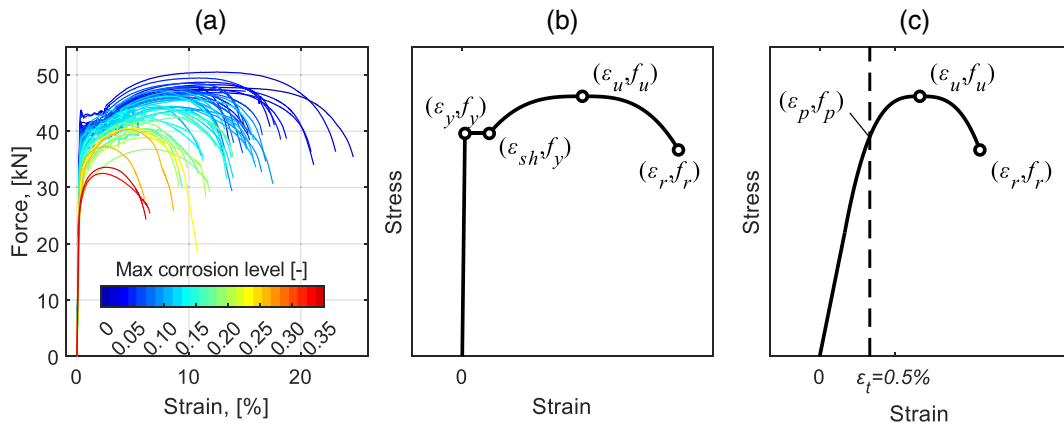 (a)
Force, [kN]
50
40
30
20
10
0
Max corrosion level [-]
0
0.05
0.10
0.15
0.20
0.25
0.30
0.35
0
10
20
Strain, [%]
(b)
Stress
(ε_y,f_y)
(ε_sh,f_y)
(ε_u,f_u)
(ε_r,f_r)
0
Strain
(c)
Stress
(ε_p,f_p)
(ε_u,f_u)
(ε_r,f_r)
0
ε_t=0.5%
Strain